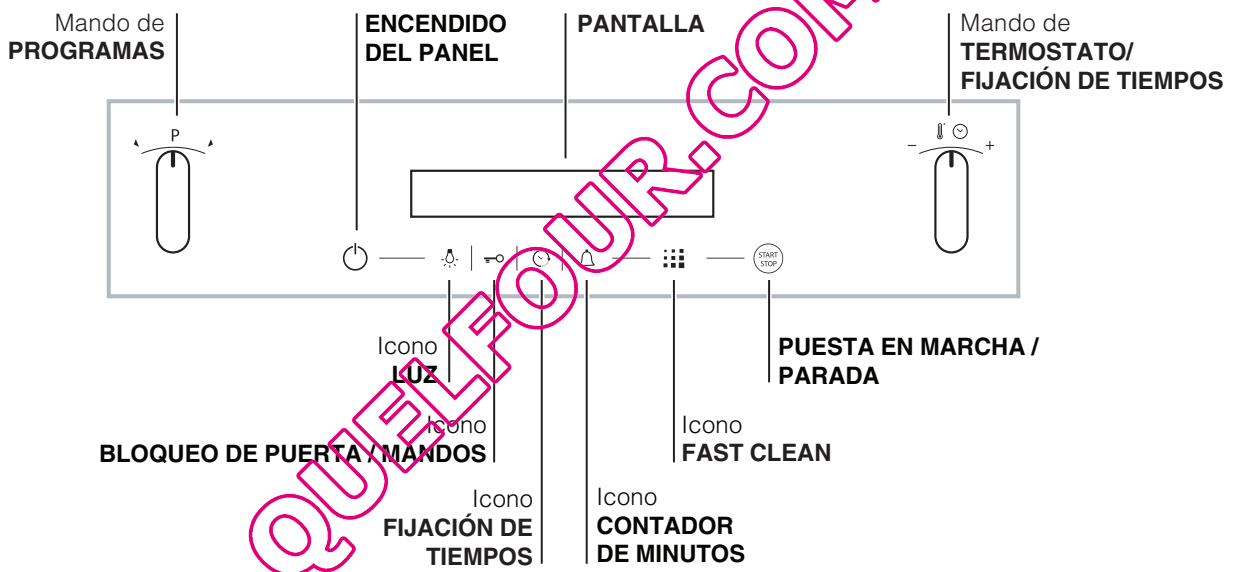 Mando de
PROGRAMAS
ENCENDIDO
DEL PANEL
PANTALLA
Mando de
TERMOSTATO/
FIJACIÓN DE TIEMPOS
P
- +
START
STOP
Icono
LUZ
PUESTA EN MARCHA /
PARADA
Icono
BLOQUEO DE PUERTA / MANDOS
Icono
FAST CLEAN
Icono
FIJACIÓN DE
TIEMPOS
Icono
CONTADOR
DE MINUTOS
QUELFOUR.COM